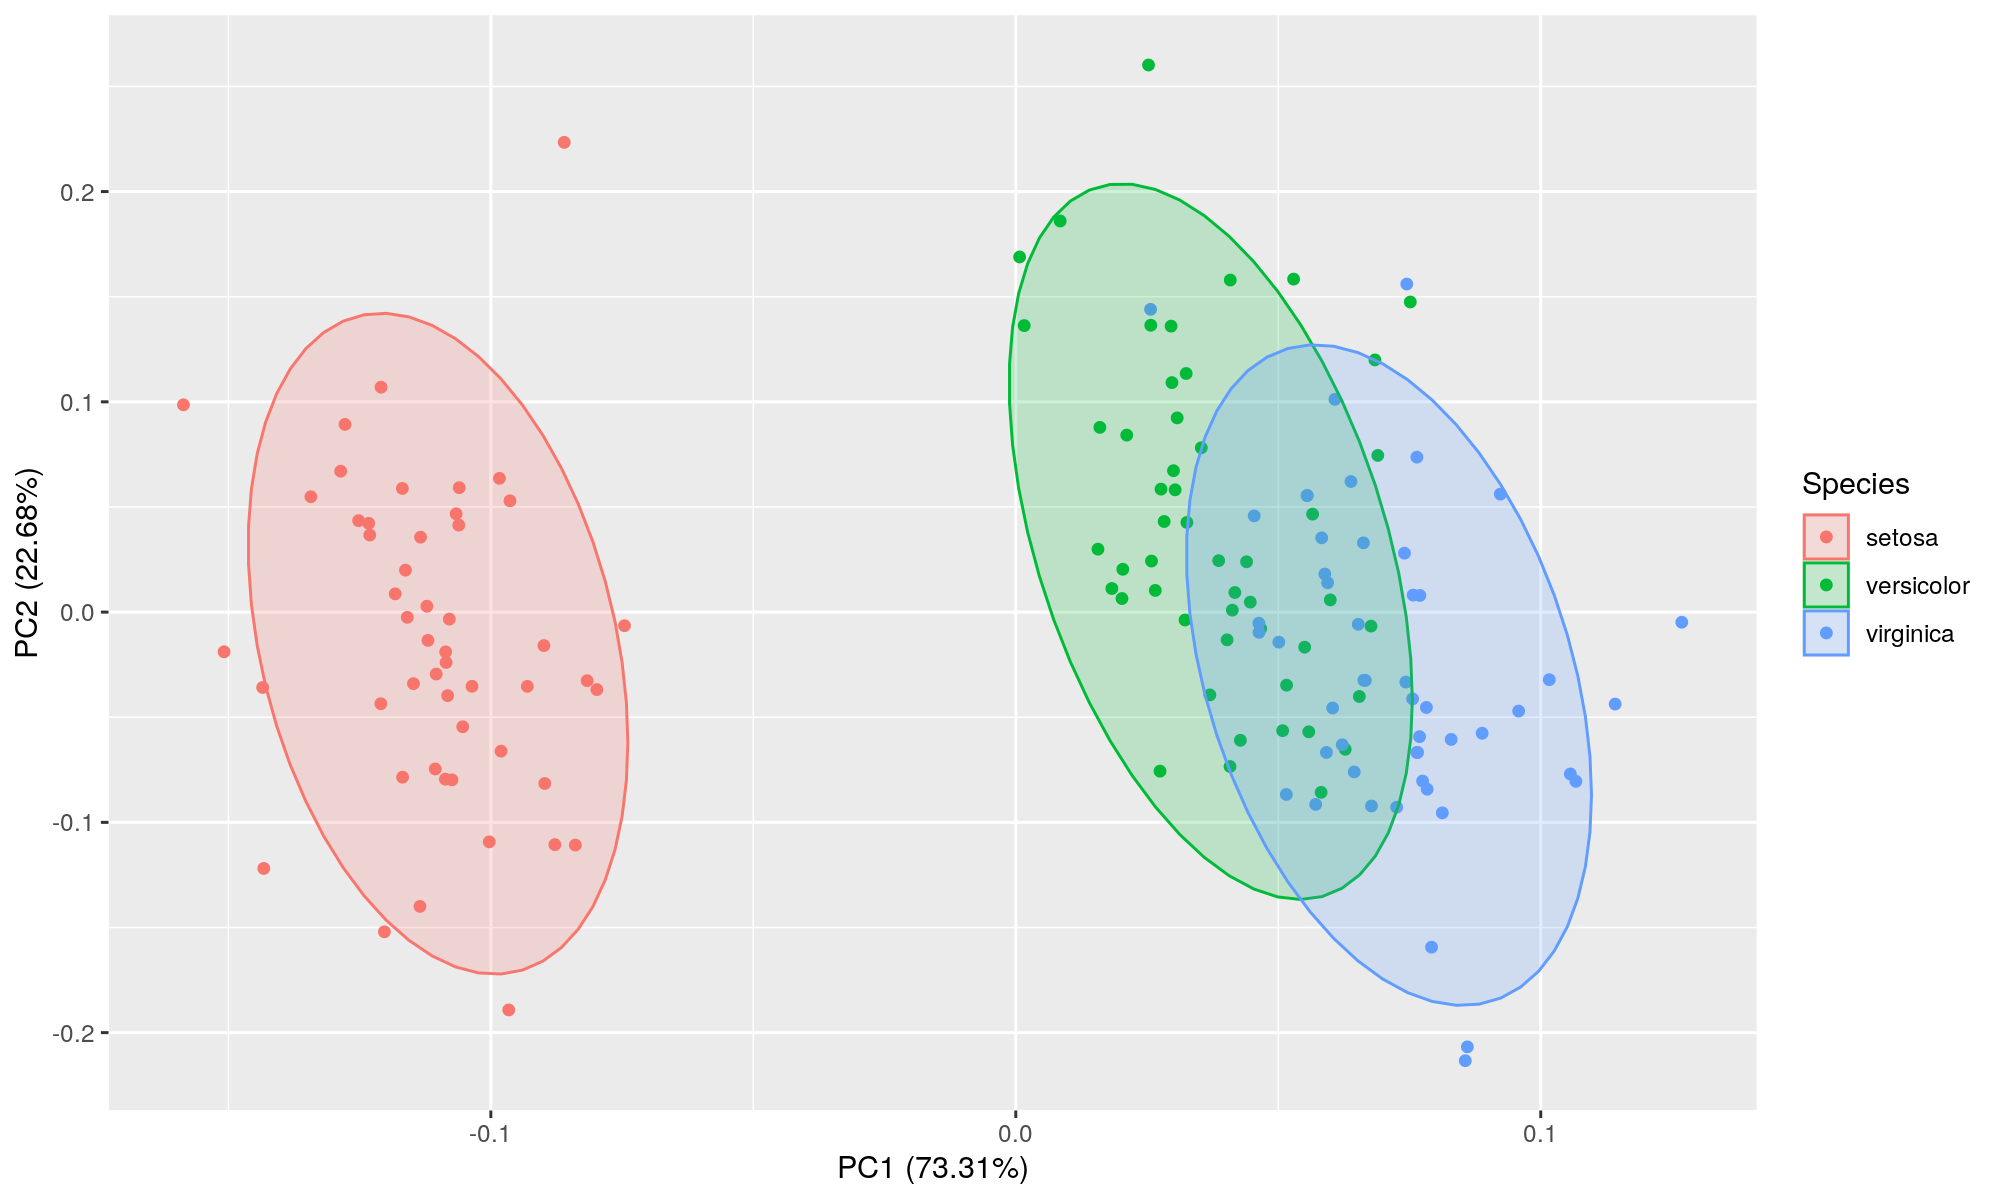 0.2
0.1
0.0
-0.1
-0.2
PC2 (22.68%)
-0.1
0.0
0.1
PC1 (73.31%)
Species
setosa
versicolor
virginica